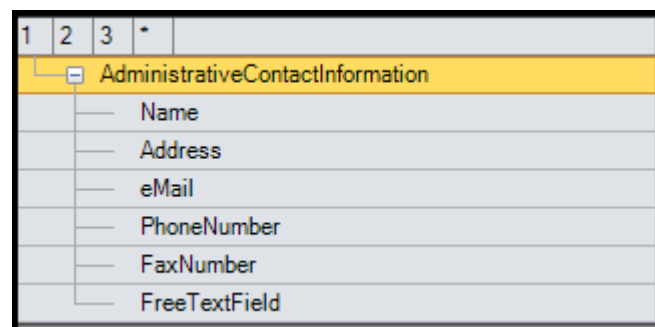 1 2 3 *
AdministrativeContactInformation
Name
Address
eMail
PhoneNumber
FaxNumber
FreeTextField